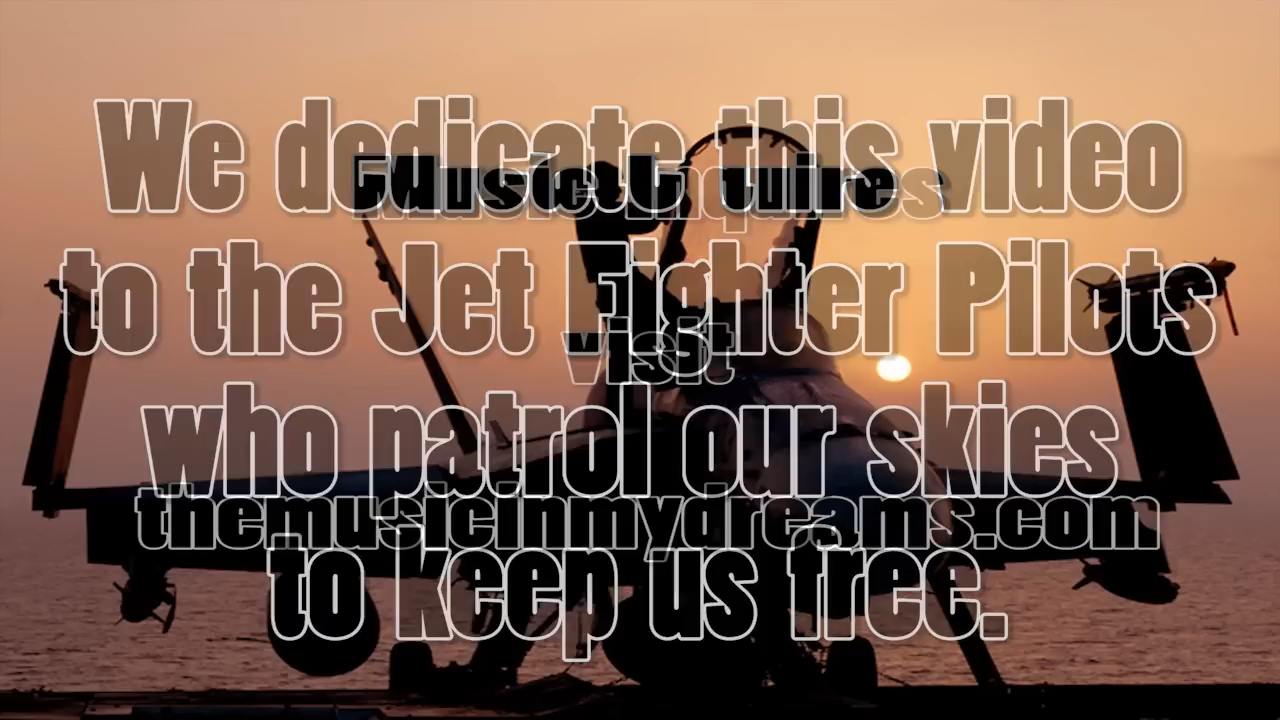 We dedicate this video
Music Inquires
to the Jet Fighter Pilots
visit
who patrol our skies
themusicinmydreams.com
to keep us free.